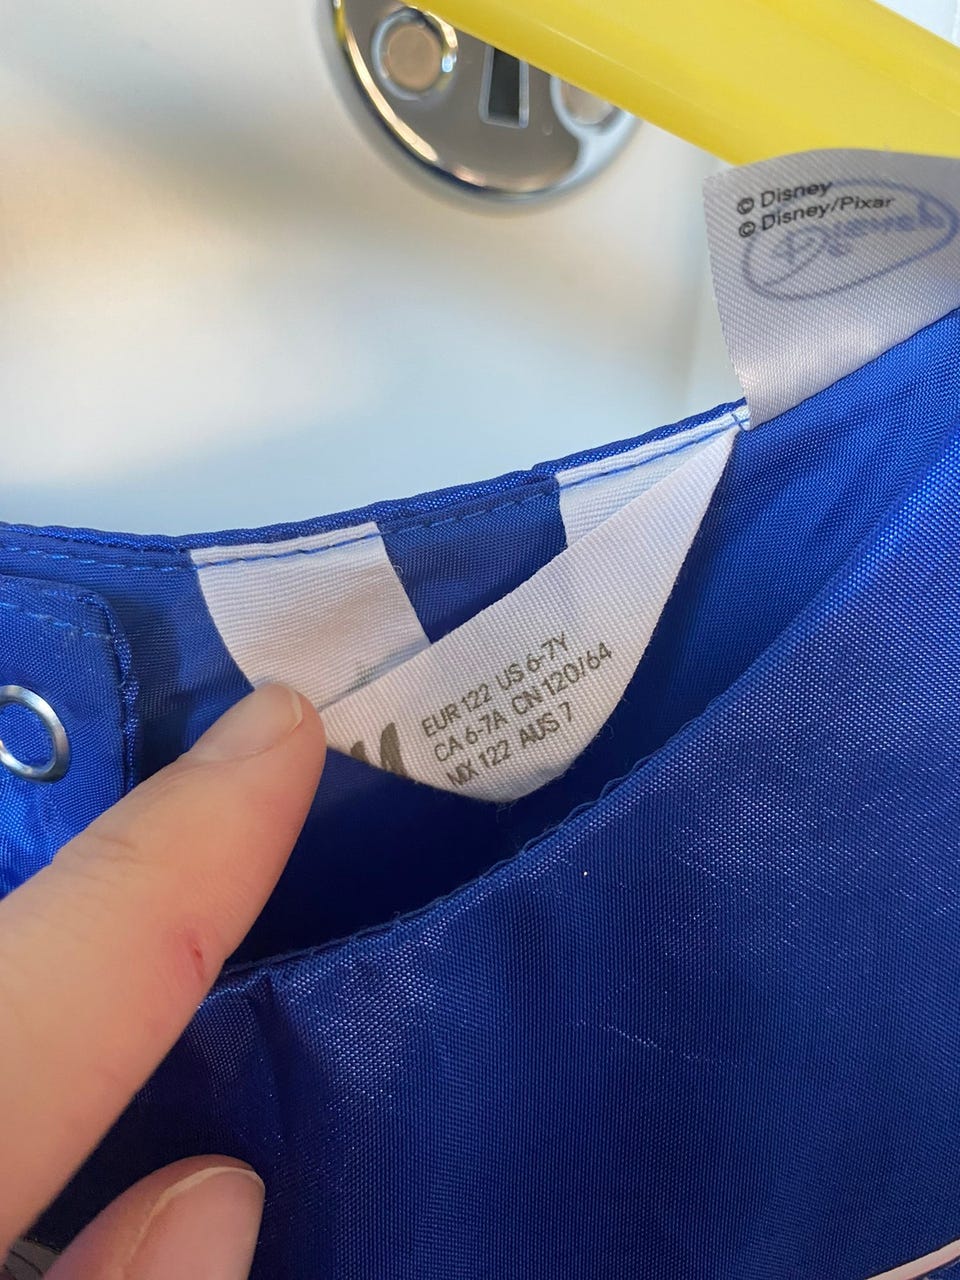 © Disney
© Disney/Pixar
EUR 122 US 6-7Y
CA 6-7A CN 120/64
MX 122 AUS 7